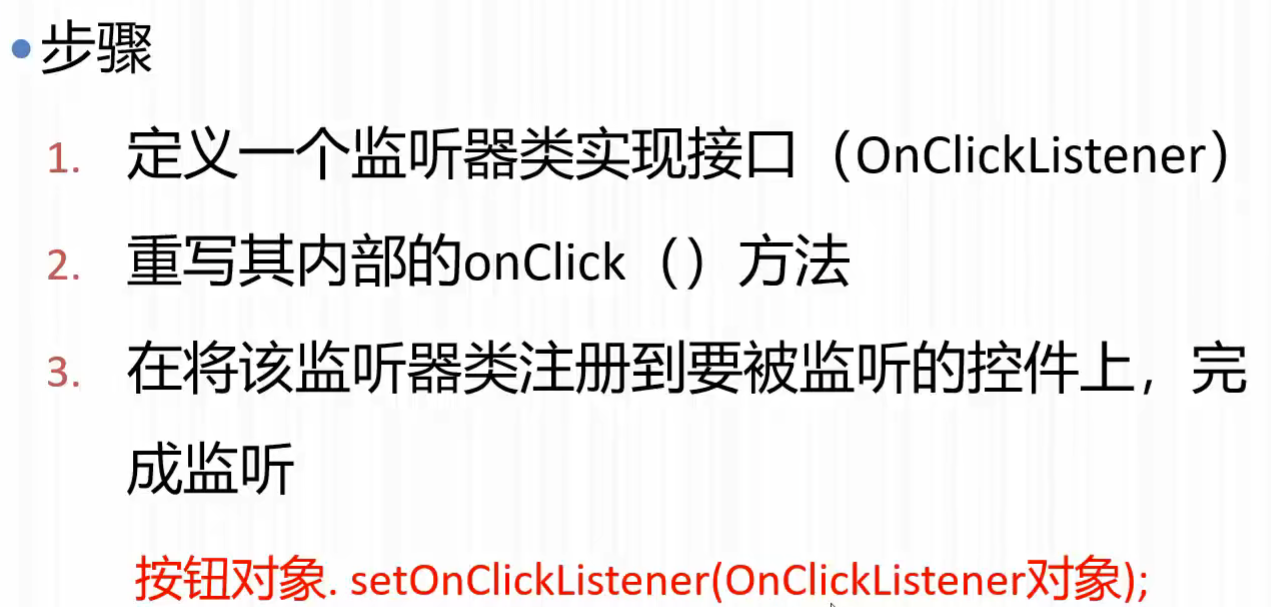 •步骤
1. 定义一个监听器类实现接口（OnClickListener）
2. 重写其内部的onClick（）方法
3. 在将该监听器类注册到要被监听的控件上，完
成监听
按钮对象. setOnClickListener(OnClickListener对象);